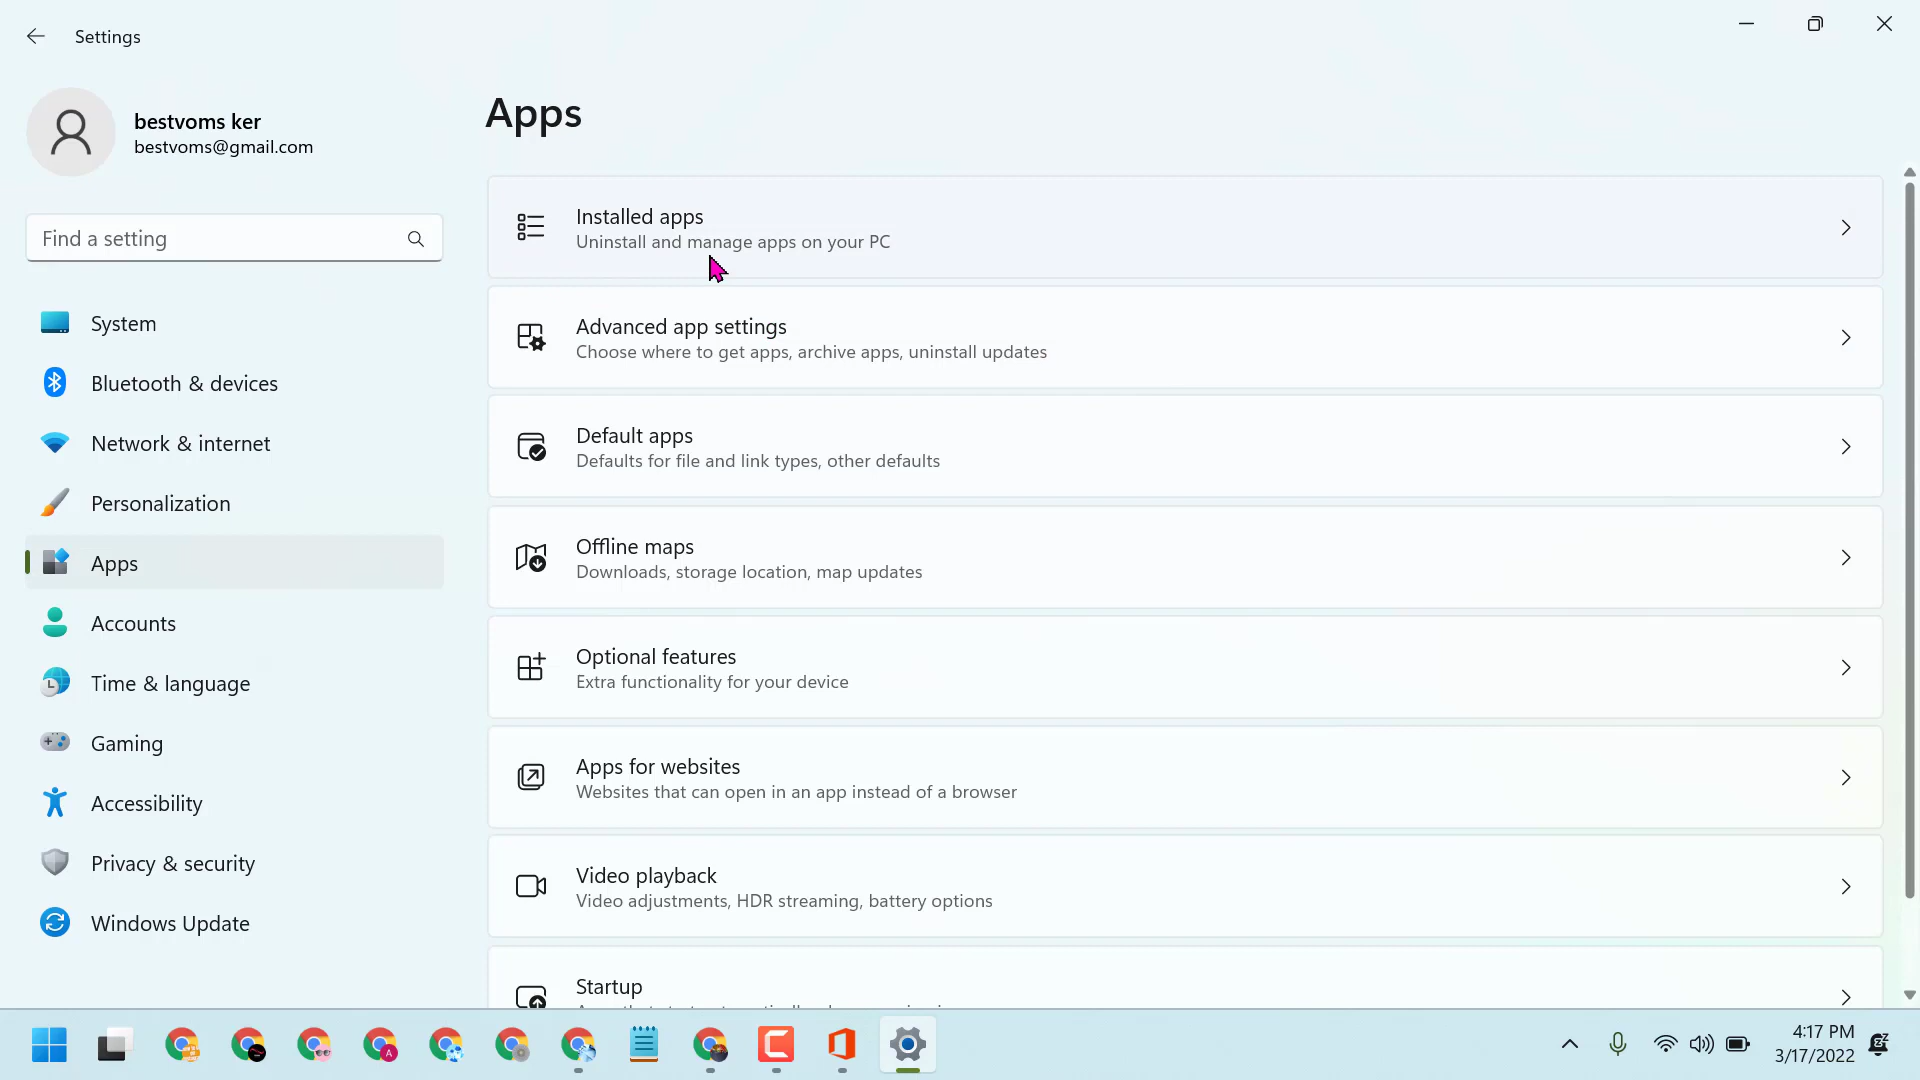 Settings
bestvoms ker
bestvoms@gmail.com
Find a setting
System
Bluetooth & devices
Network & internet
Personalization
Apps
Accounts
Time & language
Gaming
Accessibility
Privacy & security
Windows Update
Apps
Installed apps
Uninstall and manage apps on your PC
Advanced app settings
Choose where to get apps, archive apps, uninstall updates
Default apps
Defaults for file and link types, other defaults
Offline maps
Downloads, storage location, map updates
Optional features
Extra functionality for your device
Apps for websites
Websites that can open in an app instead of a browser
Video playback
Video adjustments, HDR streaming, battery options
Startup
A
4:17 PM
3/17/2022